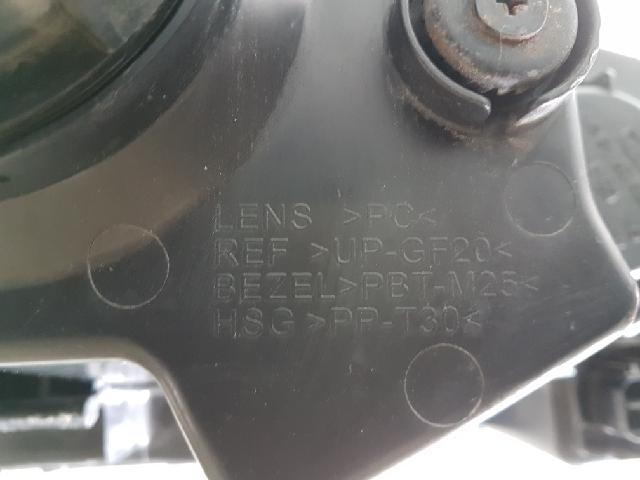 LENS >PC<
REF >UP-GF20<
BEZEL>PBT-M25<
HSG>PP-T30<